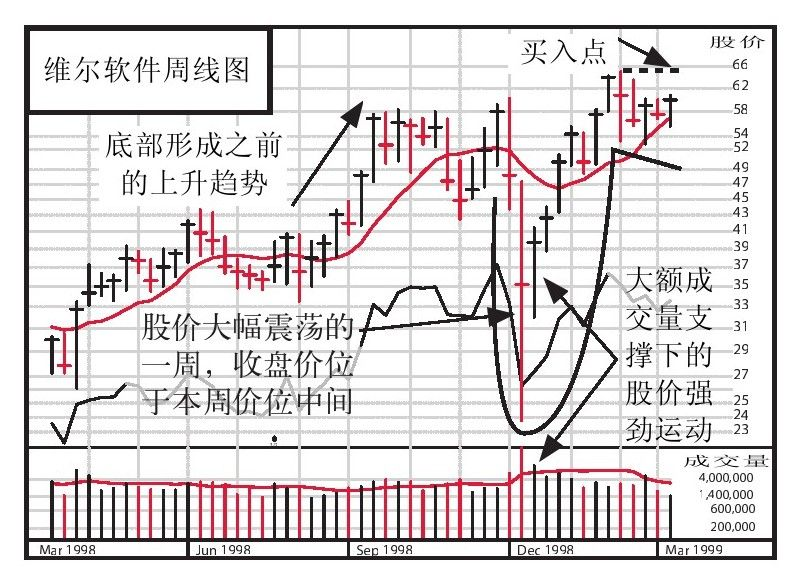 维尔软件周线图
买入点
股价
66
62
58
54
52
49
47
45
43
41
39
37
35
33
31
29
27
25
24
23
底部形成之前
的上升趋势
股价大幅震荡的
一周，收盘价位
于本周价位中间
大额成
交量支
撑下的
股价强
劲运动
成交量
4,000,000
1,400,000
600,000
200,000
Mar 1998
Jun 1998
Sep 1998
Dec 1998
Mar 1999